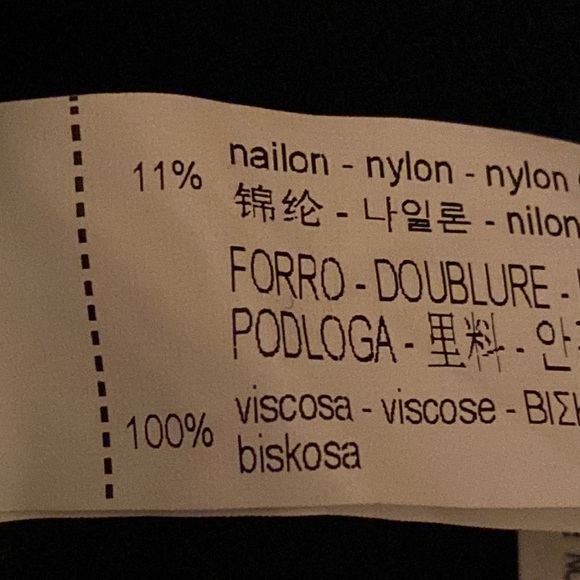 11% nailon - nylon - nylon
锦纶 - 나일론 - nilon
FORRO - DOUBLURE -
PODLOGA - 里料 -
100% viscosa - viscose -
biskosa